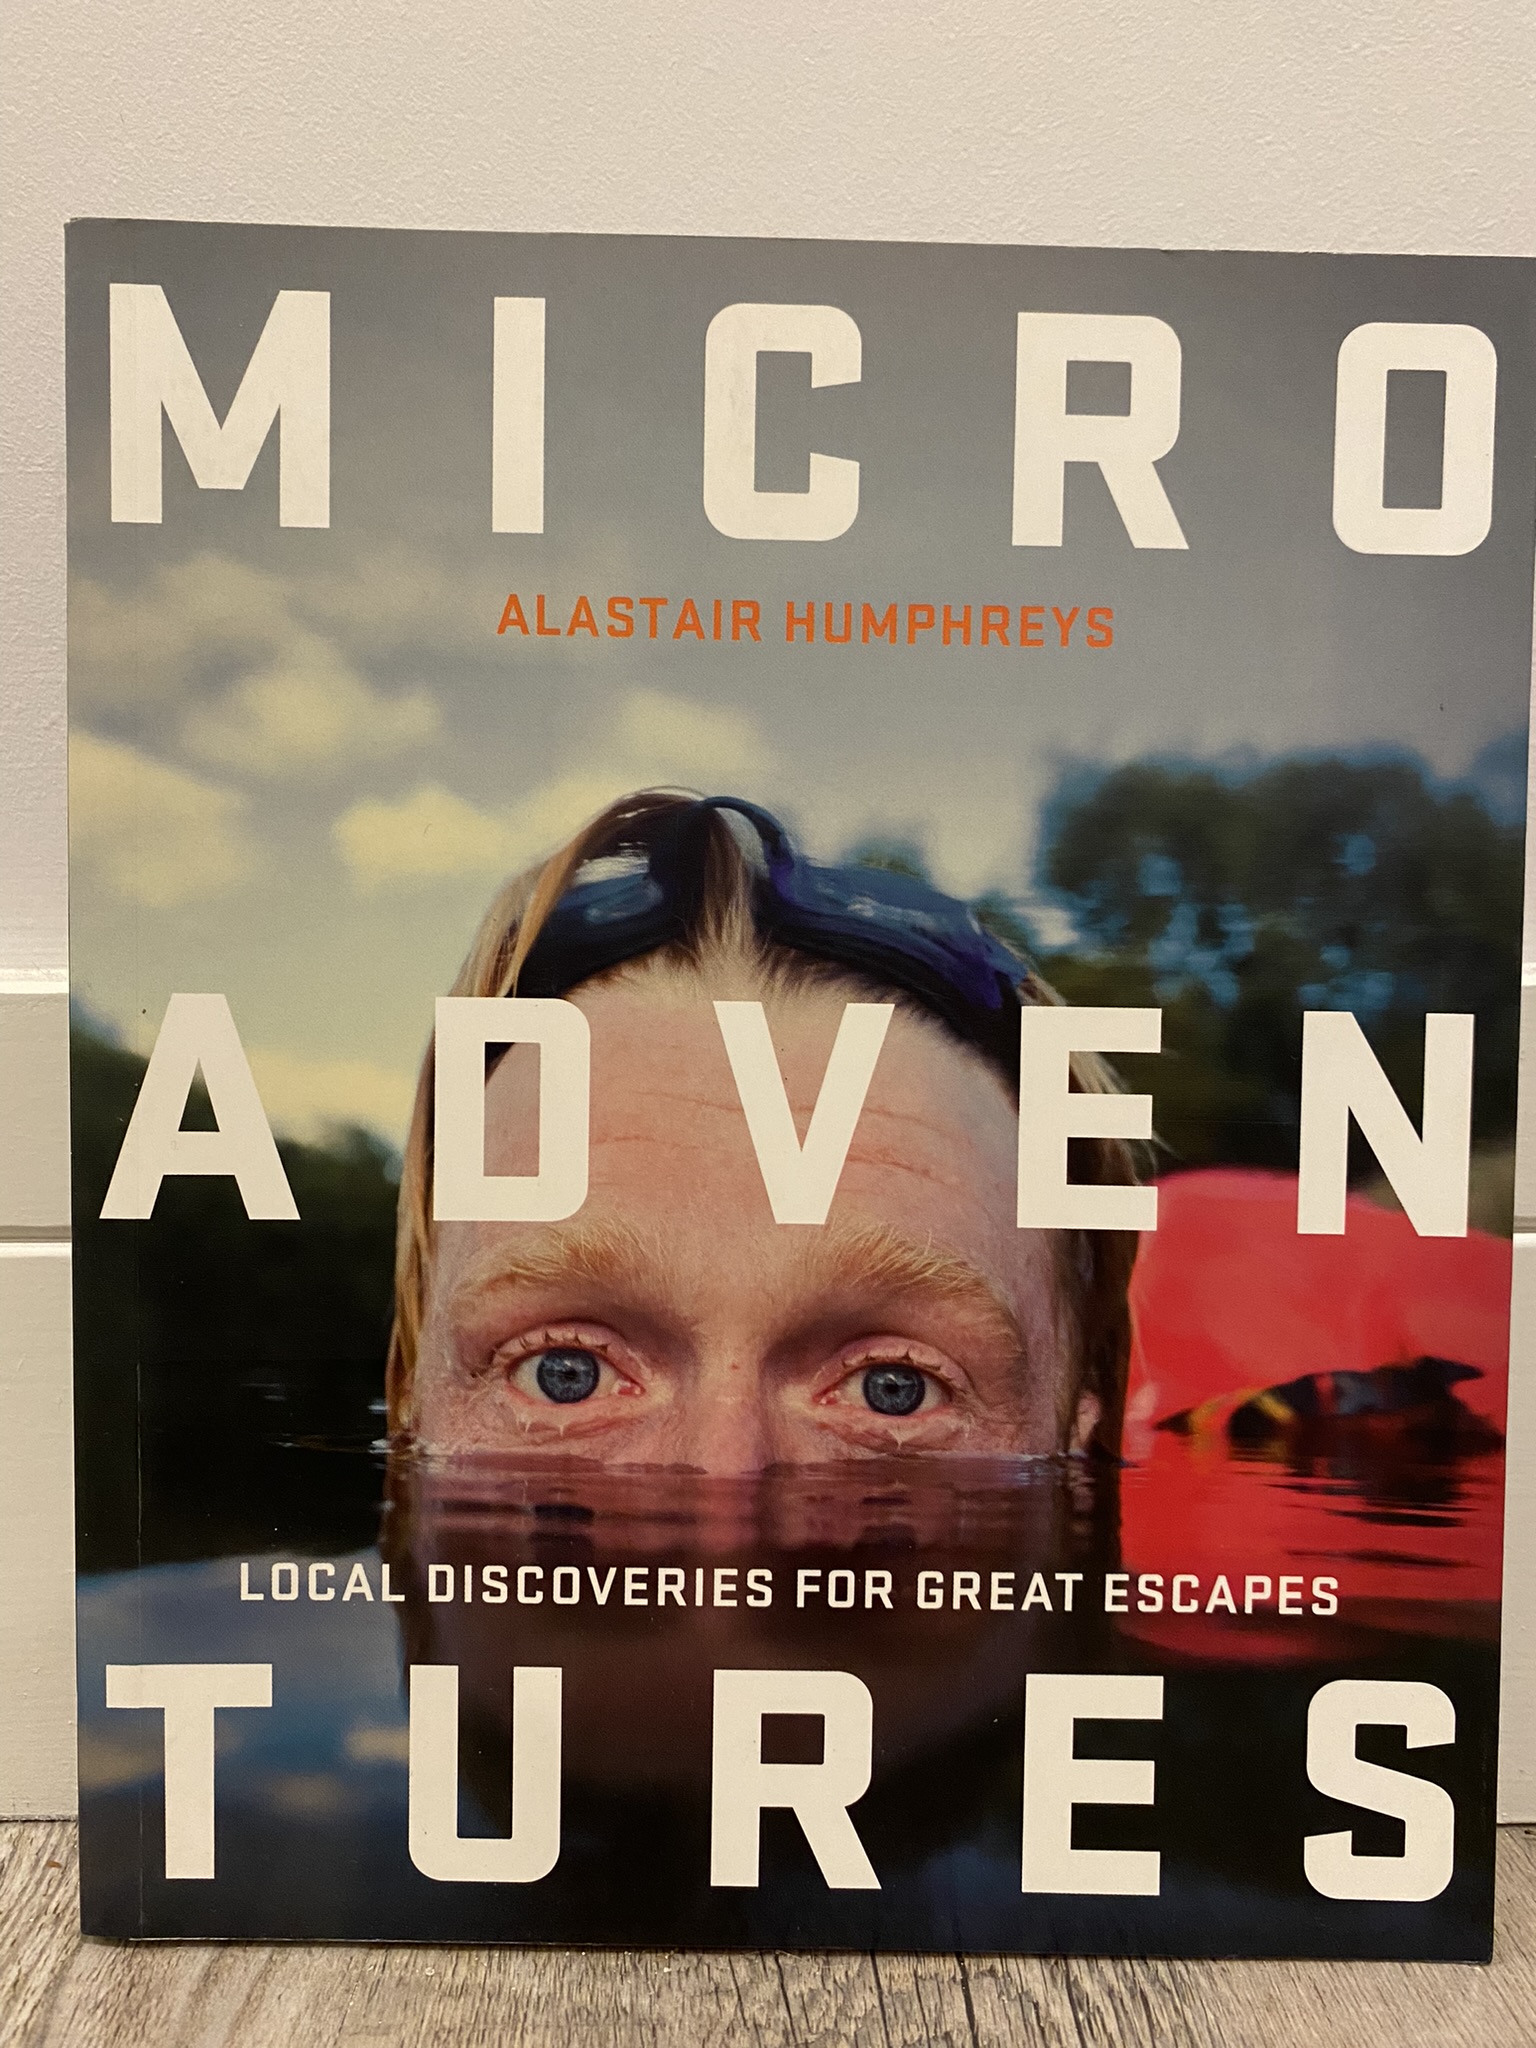 MICRO
ALASTAIR HUMPHREYS
ADVEN
LOCAL DISCOVERIES FOR GREAT ESCAPES
TURES